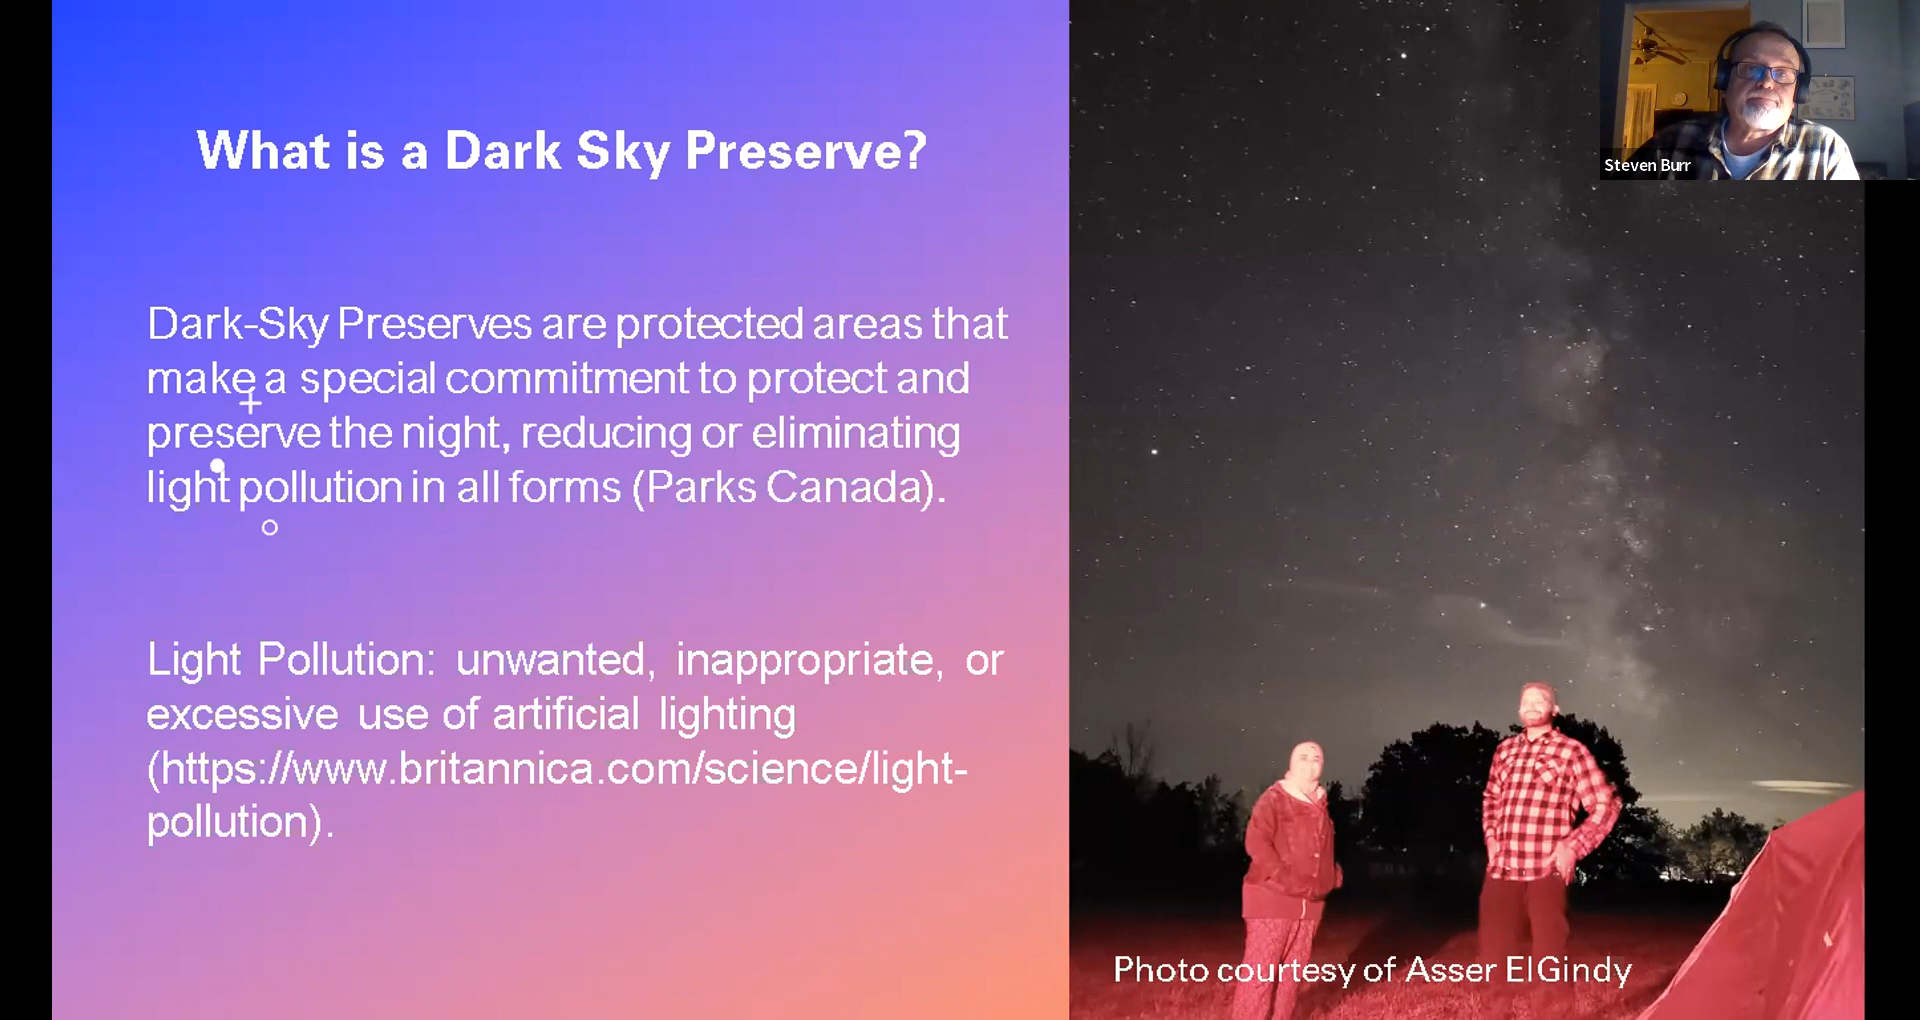 What is a Dark Sky Preserve?
Dark-Sky Preserves are protected areas that
make a special commitment to protect and
preserve the night, reducing or eliminating
light pollution in all forms (Parks Canada).
Light Pollution: unwanted, inappropriate, or
excessive use of artificial lighting
(https://www.britannica.com/science/light-
pollution).
Photo courtesy of Asser ElGindy
Steven Burr